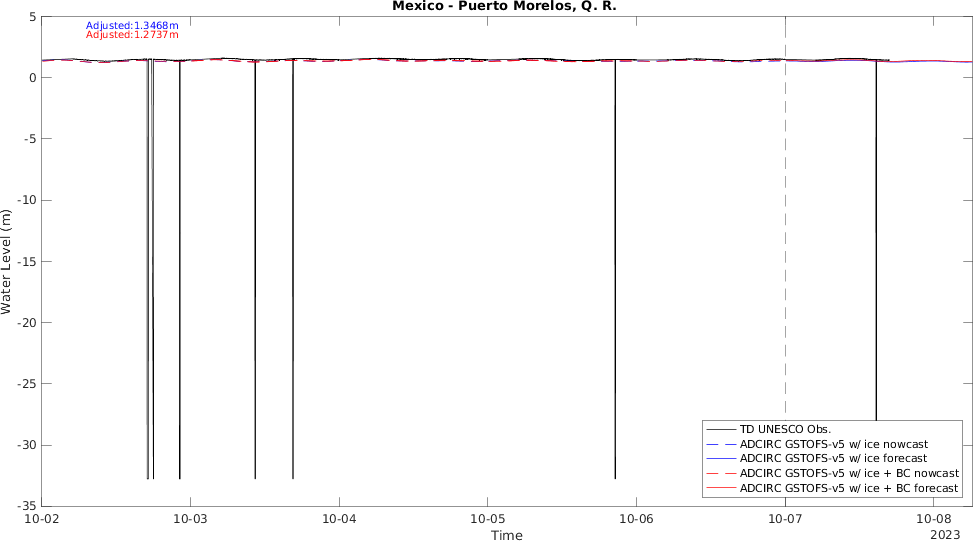 Mexico - Puerto Morelos, Q. R.
Adjusted:1.3468m
Adjusted:1.2737m
5
0
-5
-10
-15
-20
-25
-30
-35
Water Level (m)
TD UNESCO Obs.
ADCIRC GSTOFS-v5 w/ ice nowcast
ADCIRC GSTOFS-v5 w/ ice forecast
ADCIRC GSTOFS-v5 w/ ice + BC nowcast
ADCIRC GSTOFS-v5 w/ ice + BC forecast
10-02 10-03 10-04 10-05 10-06 10-07 10-08
Time
2023